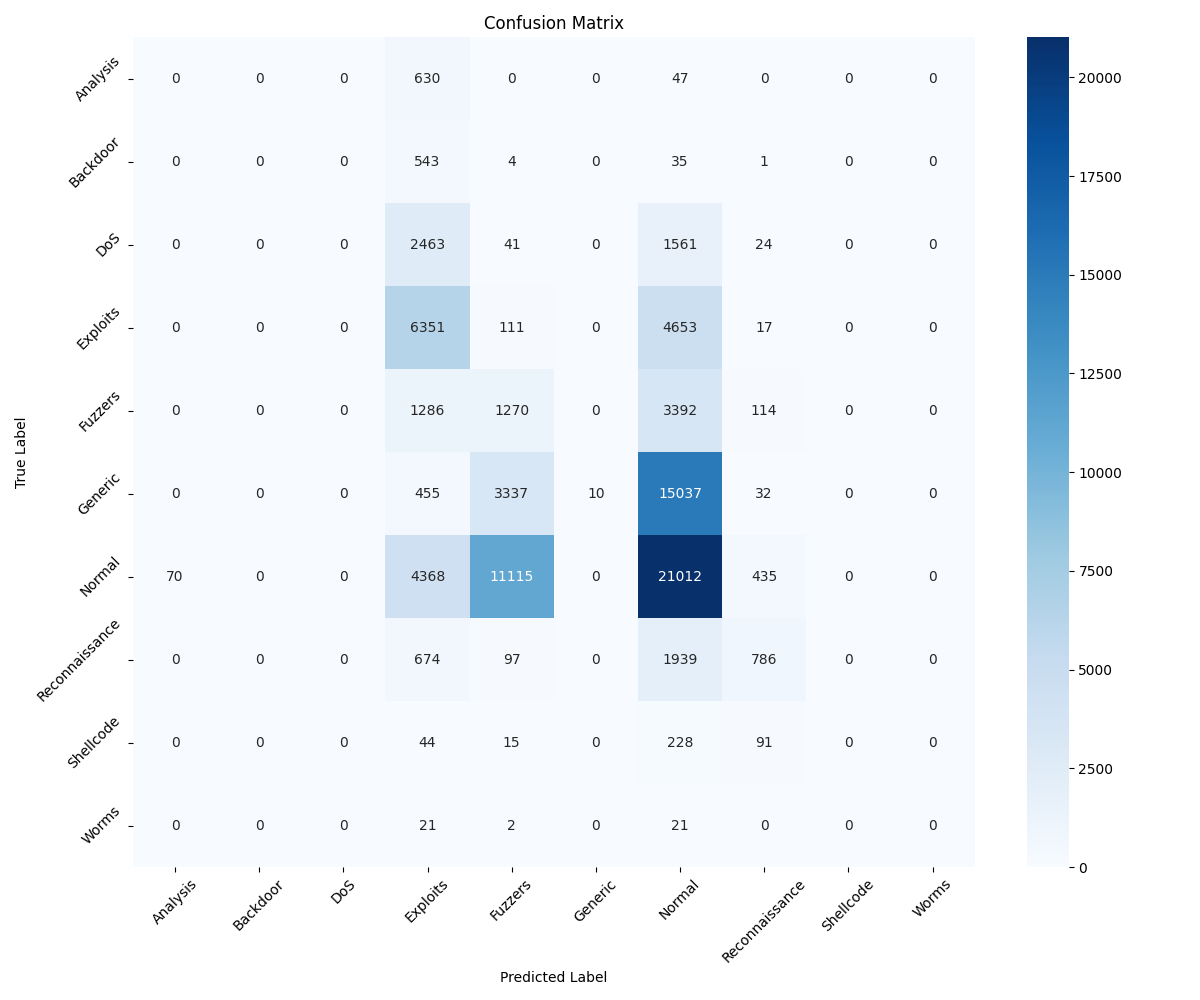 Confusion Matrix
True Label
Analysis 0 0 0 630 0 0 47 0 0 0
Backdoor 0 0 0 543 4 0 35 1 0 0
DoS 0 0 0 2463 41 0 1561 24 0 0
Exploits 0 0 0 6351 111 0 4653 17 0 0
Fuzzers 0 0 0 1286 1270 0 3392 114 0 0
Generic 0 0 0 455 3337 10 15037 32 0 0
Normal 70 0 0 4368 11115 0 21012 435 0 0
Reconnaissance 0 0 0 674 97 0 1939 786 0 0
Shellcode 0 0 0 44 15 0 228 91 0 0
Worms 0 0 0 21 2 0 21 0 0 0
Analysis Backdoor DoS Exploits Fuzzers Generic Normal Reconnaissance Shellcode Worms
Predicted Label
20000
17500
15000
12500
10000
7500
5000
2500
0